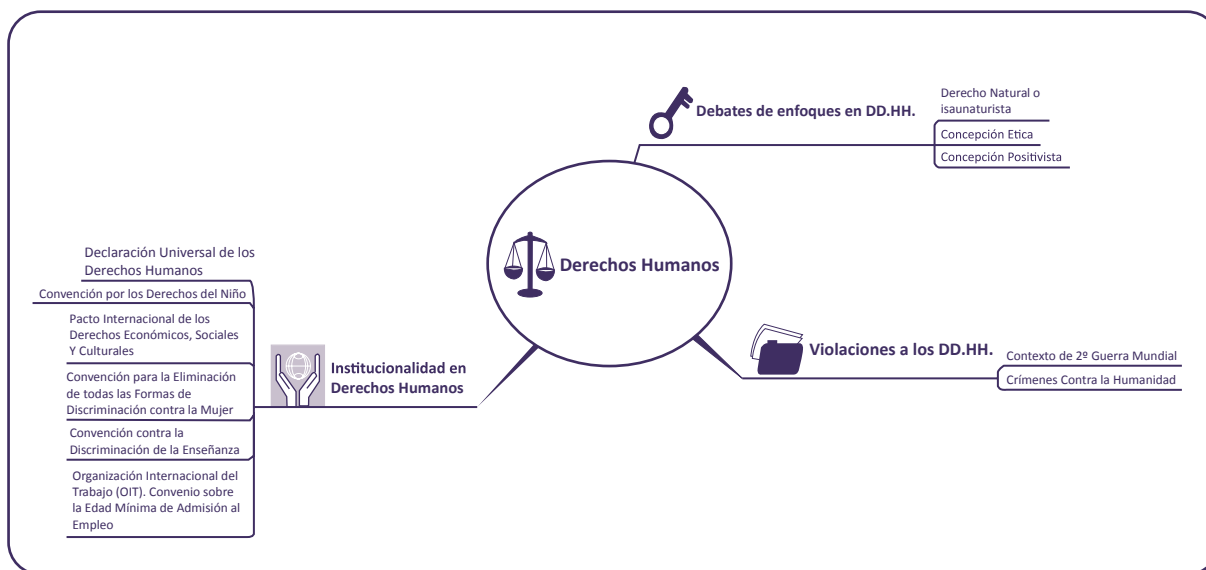 Debates de enfoques en DD.HH.
Derecho Natural o
isaunaturista
Concepción Etica
Concepción Positivista
Derechos Humanos
Declaración Universal de los
Derechos Humanos
Convención por los Derechos del Niño
Pacto Internacional de los
Derechos Económicos, Sociales
Y Culturales
Convención para la Eliminación
de todas las Formas de
Discriminación contra la Mujer
Convención contra la
Discriminación de la Enseñanza
Organización Internacional del
Trabajo (OIT). Convenio sobre
la Edad Mínima de Admisión al
Empleo
Institucionalidad en
Derechos Humanos
Violaciones a los DD.HH.
Contexto de 2º Guerra Mundial
Crímenes Contra la Humanidad